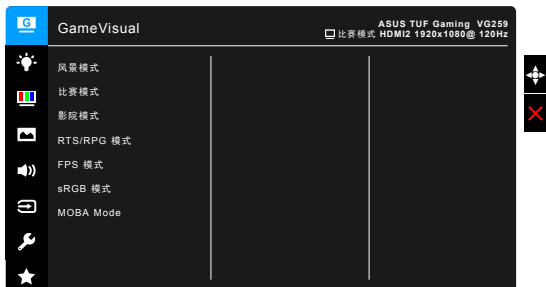 G
GameVisual
ASUS TUF Gaming VG259
比赛模式 HDMI2 1920x1080@ 120Hz
风景模式
比赛模式
影院模式
RTS/RPG 模式
FPS 模式
sRGB 模式
MOBA Mode